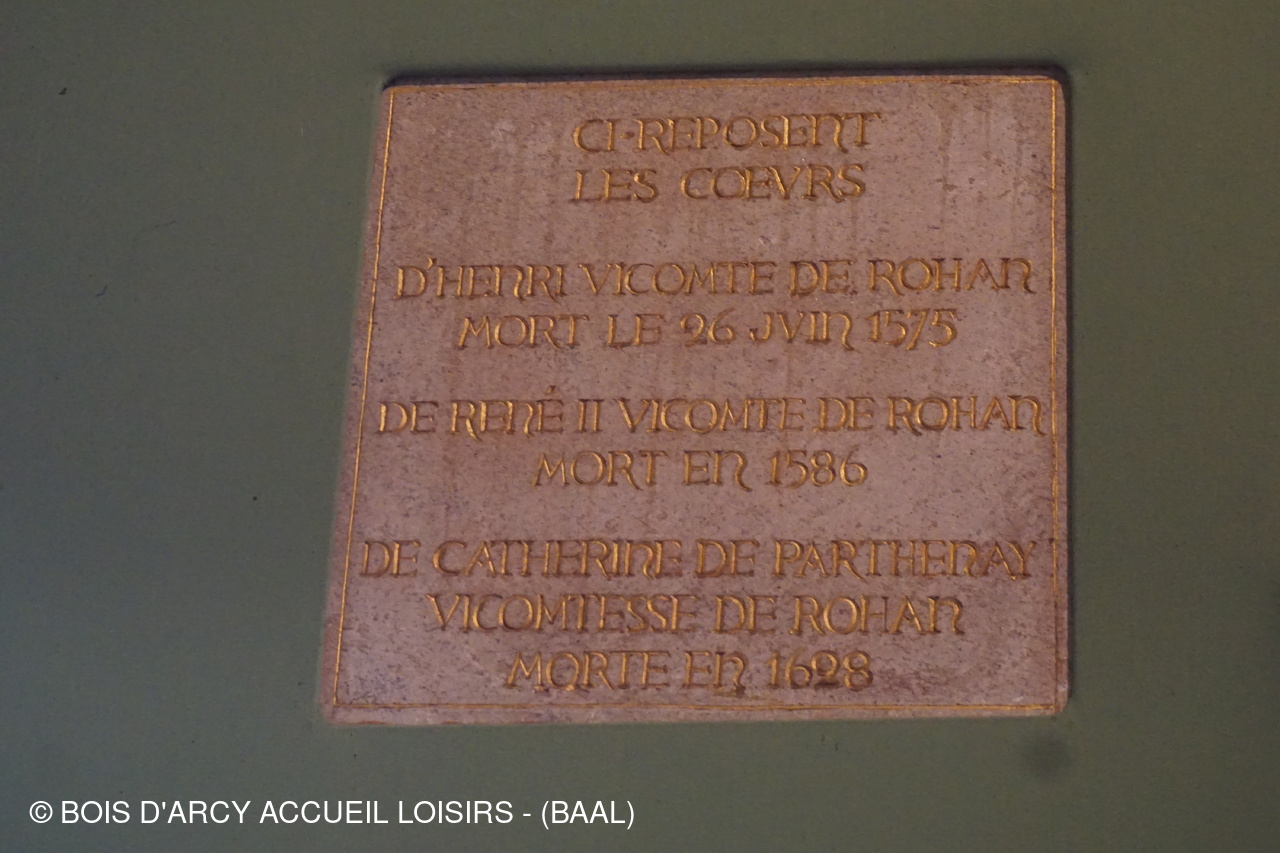 CI-REPOSENT
LES COEVRS
D'HENRI VICOMTE DE ROHAN
MORT LE 26 JVIN 1575
DE RENÉ II VICOMTE DE ROHAN
MORT EN 1586
DE CATHERINE DE PARTHENAY
VICOMTESSE DE ROHAN
MORTE EN 1628
© BOIS D'ARCY ACCUEIL LOISIRS - (BAAL)